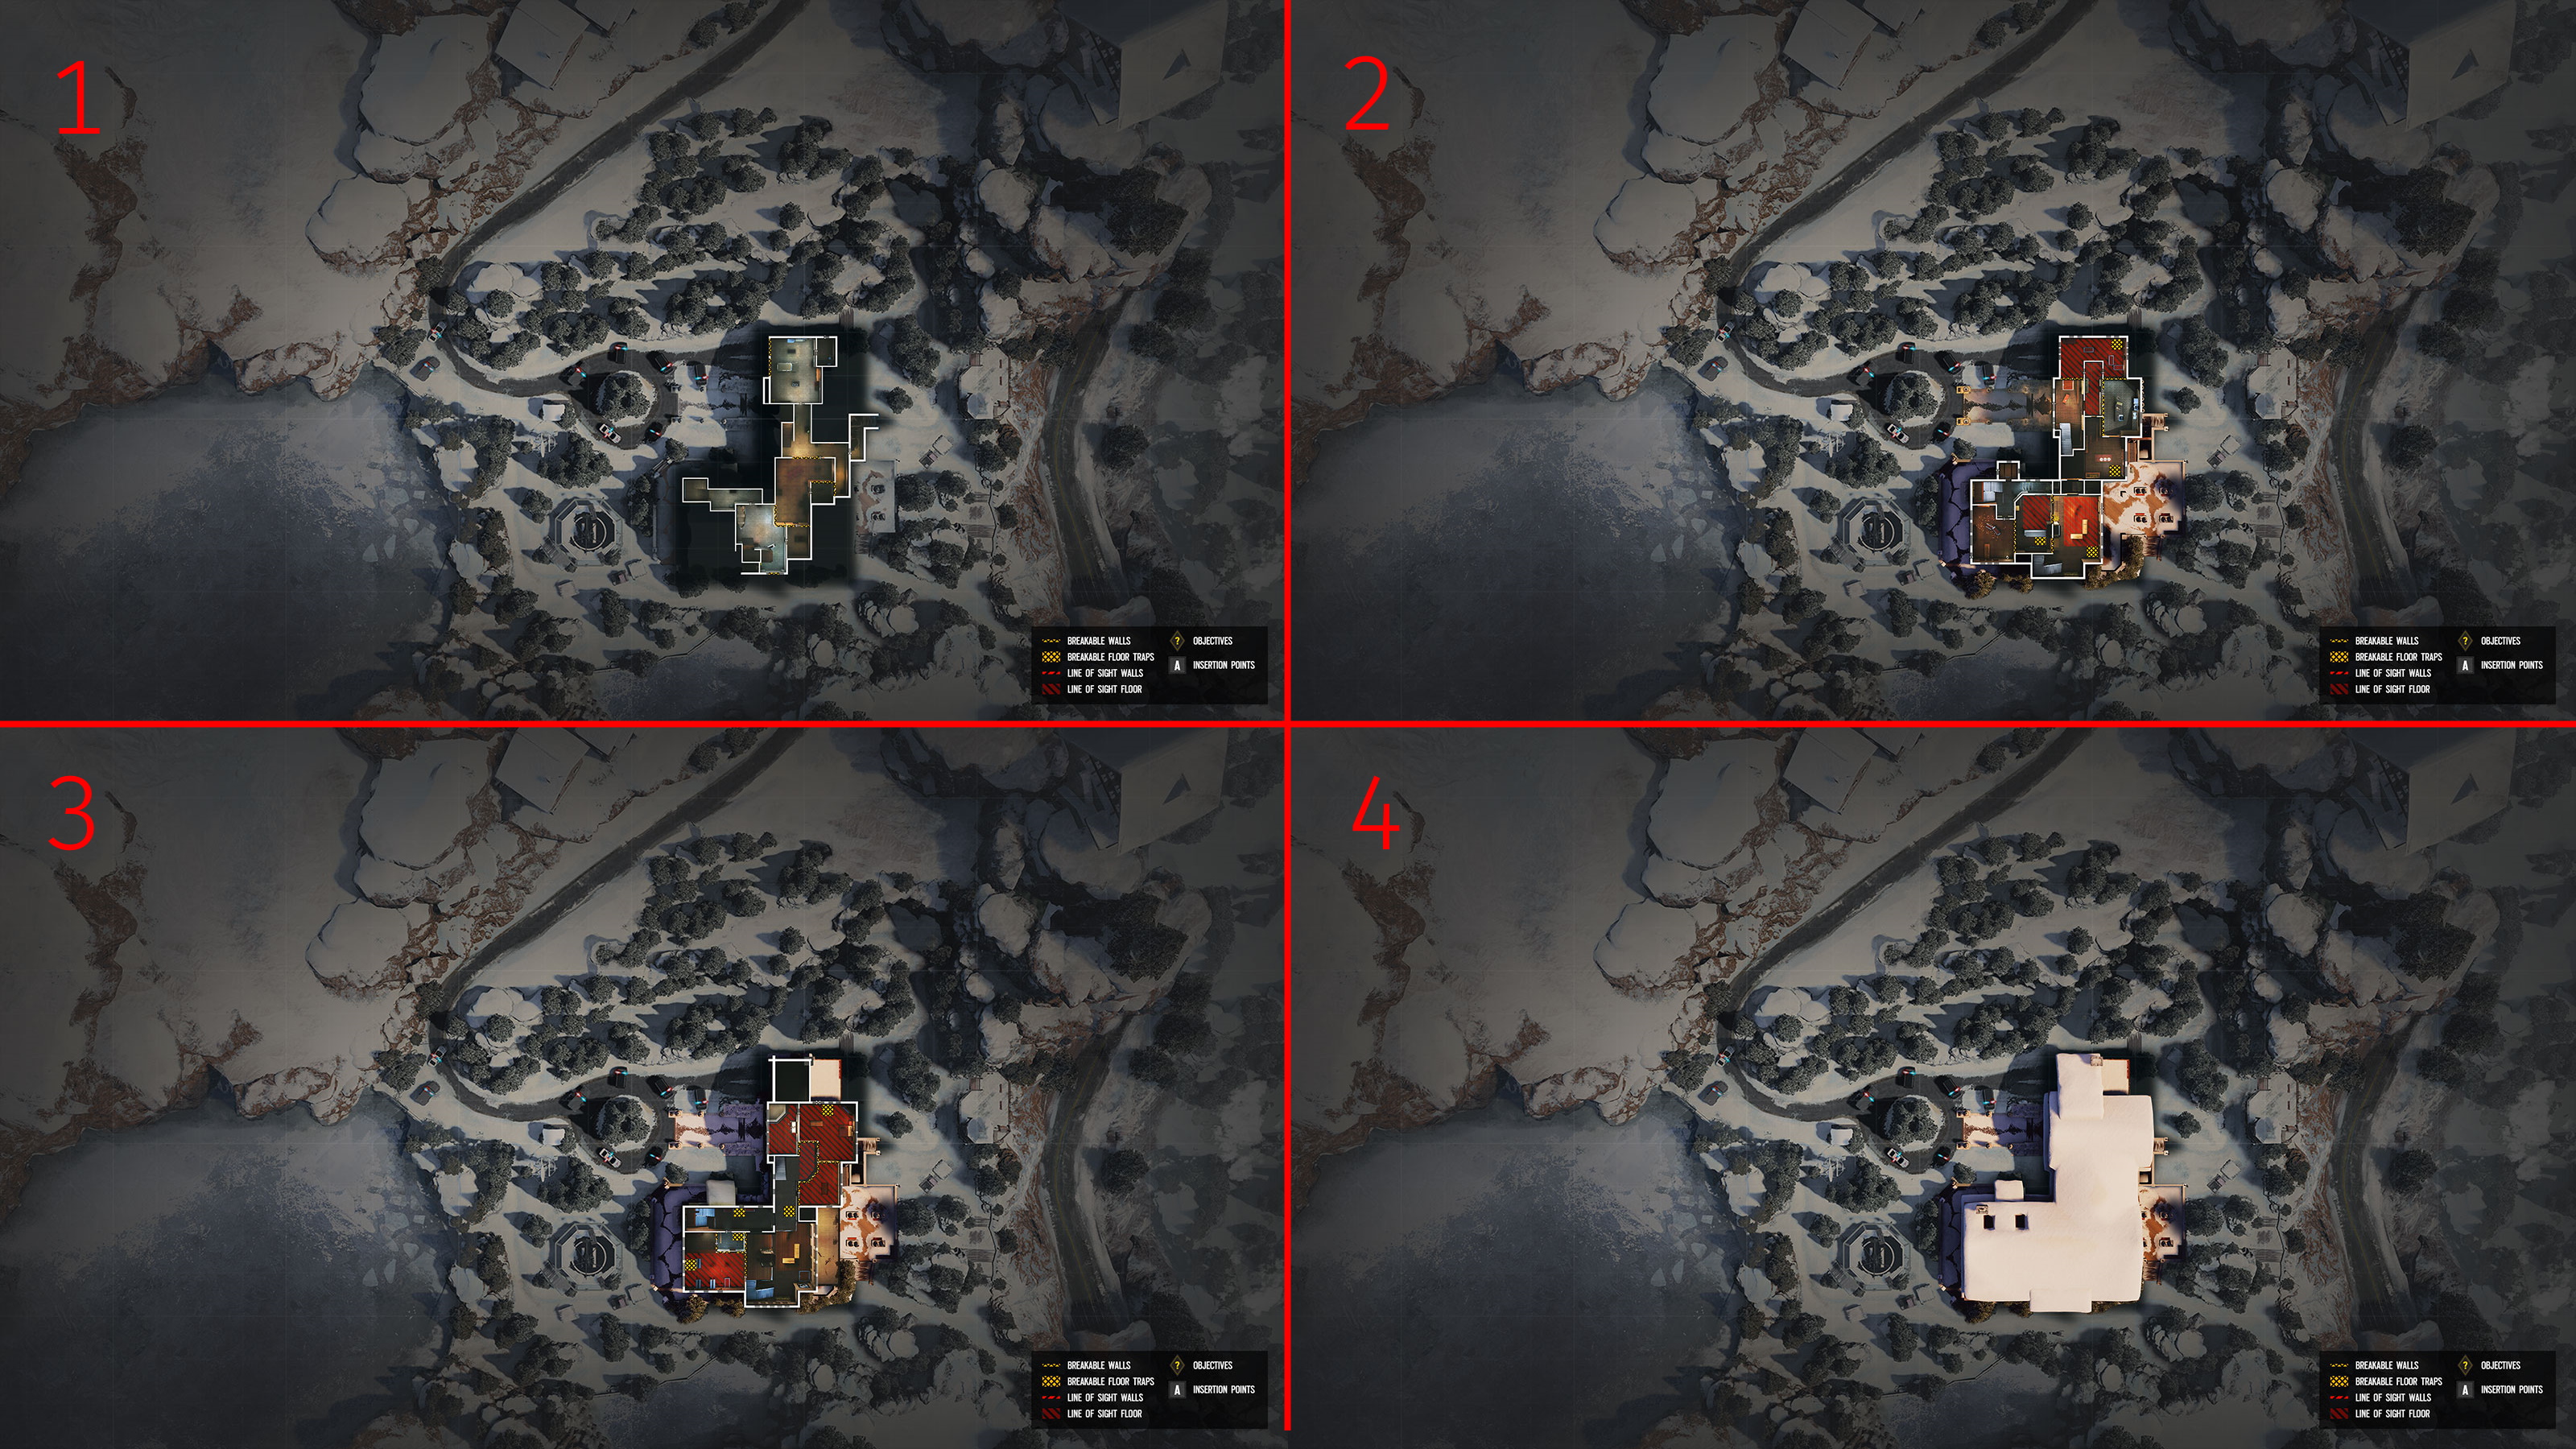 1
BREAKABLE WALLS
BREAKABLE FLOOR TRAPS
LINE OF SIGHT WALLS
LINE OF SIGHT FLOOR
? OBJECTIVES
A INSERTION POINTS
2
BREAKABLE WALLS
BREAKABLE FLOOR TRAPS
LINE OF SIGHT WALLS
LINE OF SIGHT FLOOR
? OBJECTIVES
A INSERTION POINTS
3
BREAKABLE WALLS
BREAKABLE FLOOR TRAPS
LINE OF SIGHT WALLS
LINE OF SIGHT FLOOR
? OBJECTIVES
A INSERTION POINTS
4
BREAKABLE WALLS
BREAKABLE FLOOR TRAPS
LINE OF SIGHT WALLS
LINE OF SIGHT FLOOR
? OBJECTIVES
A INSERTION POINTS